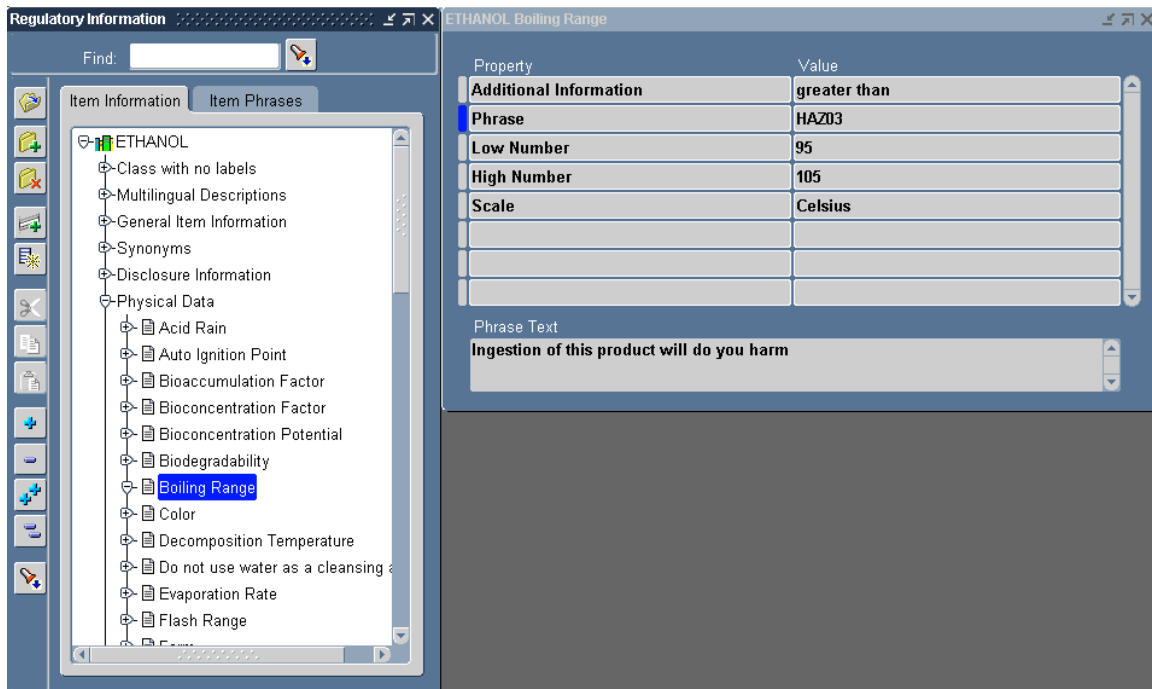 Regulatory Information
Find:
Item Information Item Phrases
ETHANOL
Class with no labels
Multilingual Descriptions
General Item Information
Synonyms
Disclosure Information
Physical Data
Acid Rain
Auto Ignition Point
Bioaccumulation Factor
Bioconcentration Factor
Bioconcentration Potential
Biodegradability
Boiling Range
Color
Decomposition Temperature
Do not use water as a cleansing
Evaporation Rate
Flash Range
ETHANOL Boiling Range
Property Value
Additional Information greater than
Phrase HAZ03
Low Number 95
High Number 105
Scale Celsius
Phrase Text
Ingestion of this product will do you harm